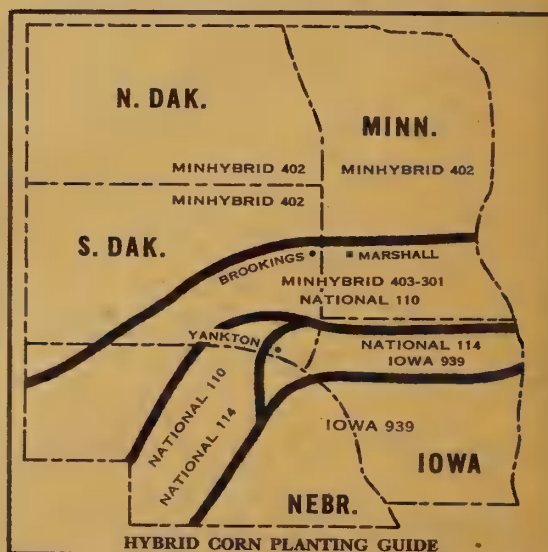 N. DAK.
MINN.
MINHYBRID 402
MINHYBRID 402
MINHYBRID 402
S. DAK.
BROOKINGS
MARSHALL
MINHYBRID 403-301
NATIONAL 110
YANKTON
NATIONAL 114
IOWA 939
NATIONAL 110
NATIONAL 114
IOWA 939
IOWA
NEBR.
HYBRID CORN PLANTING GUIDE